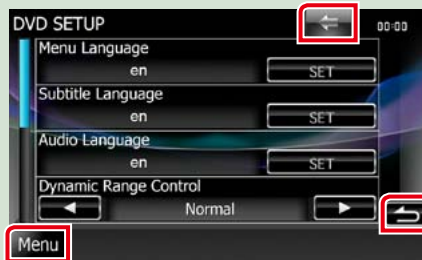 DVD SETUP
00:00
Menu Language
en
SET
Subtitle Language
en
SET
Audio Language
en
SET
Dynamic Range Control
Normal
Menu